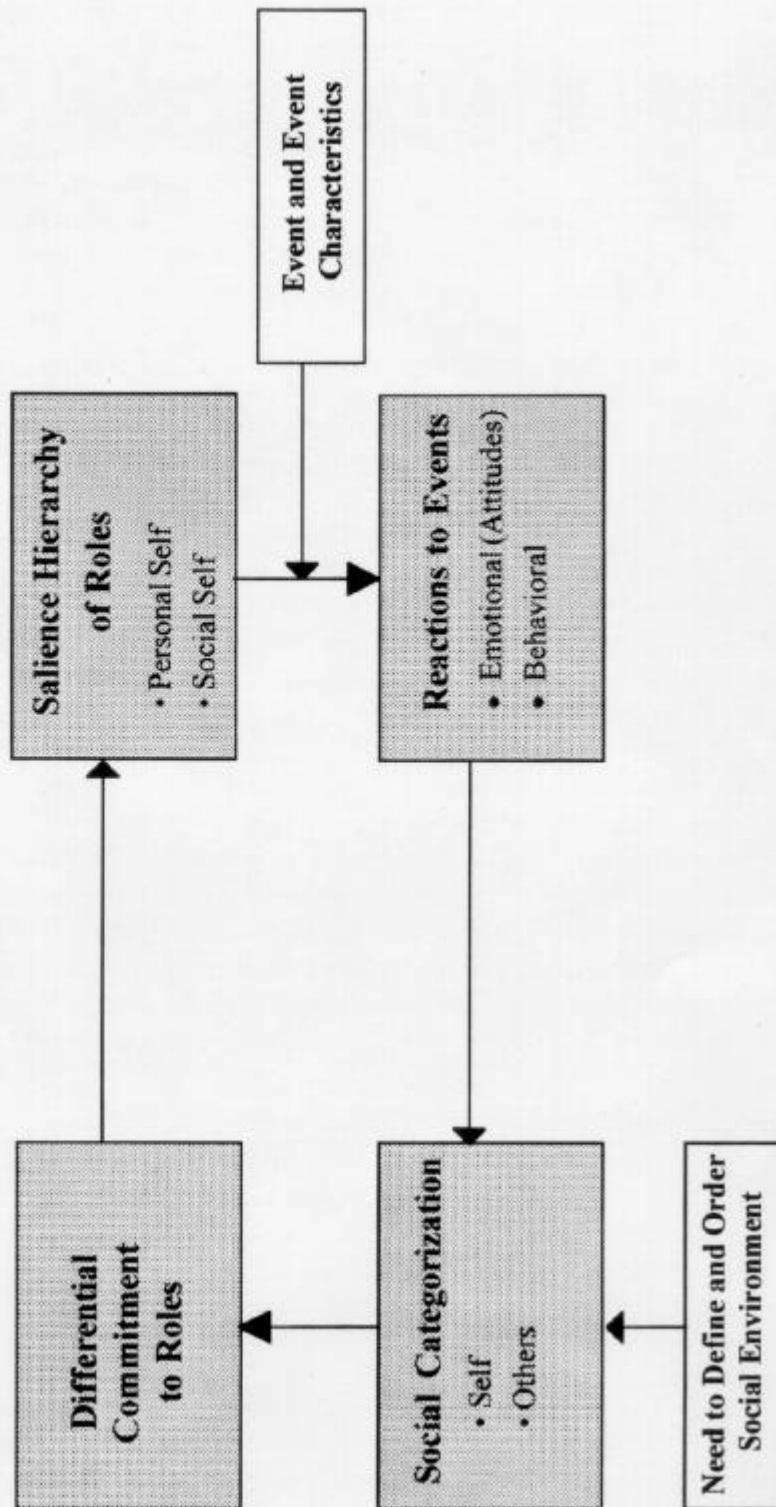 Differential
Commitment
to Roles
Salience Hierarchy
of Roles
• Personal Self
• Social Self
Event and Event
Characteristics
Social Categorization
• Self
• Others
Reactions to Events
• Emotional (Attitudes)
• Behavioral
Need to Define and Order
Social Environment